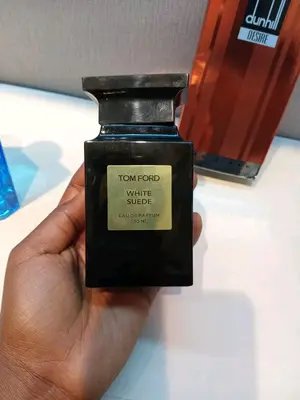 dunhill
DESIRE
TOM FORD
WHITE
SUEDE
EAU DE PARFUM